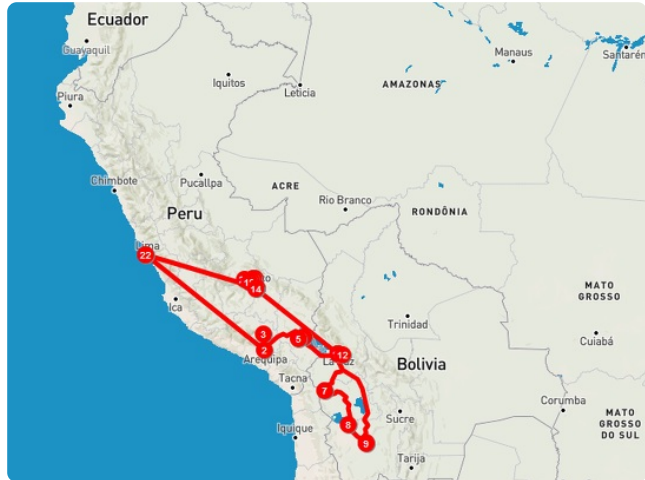 Ecuador
Guayaquil
Manaus
Santarém
Iquitos
Leticia
AMAZONAS
Piura
Chimbote
Pucallpa
ACRE
Rio Branco
RONDÔNIA
Peru
Lima
22
14
MATO
GROSSO
Ica
3
5
2
Arequipa
12
Trinidad
Cuiabá
Bolivia
Tacna
7
Sucre
Corumba
MATO
GROSSO
DO SUL
Iquique
8
9
Tarija